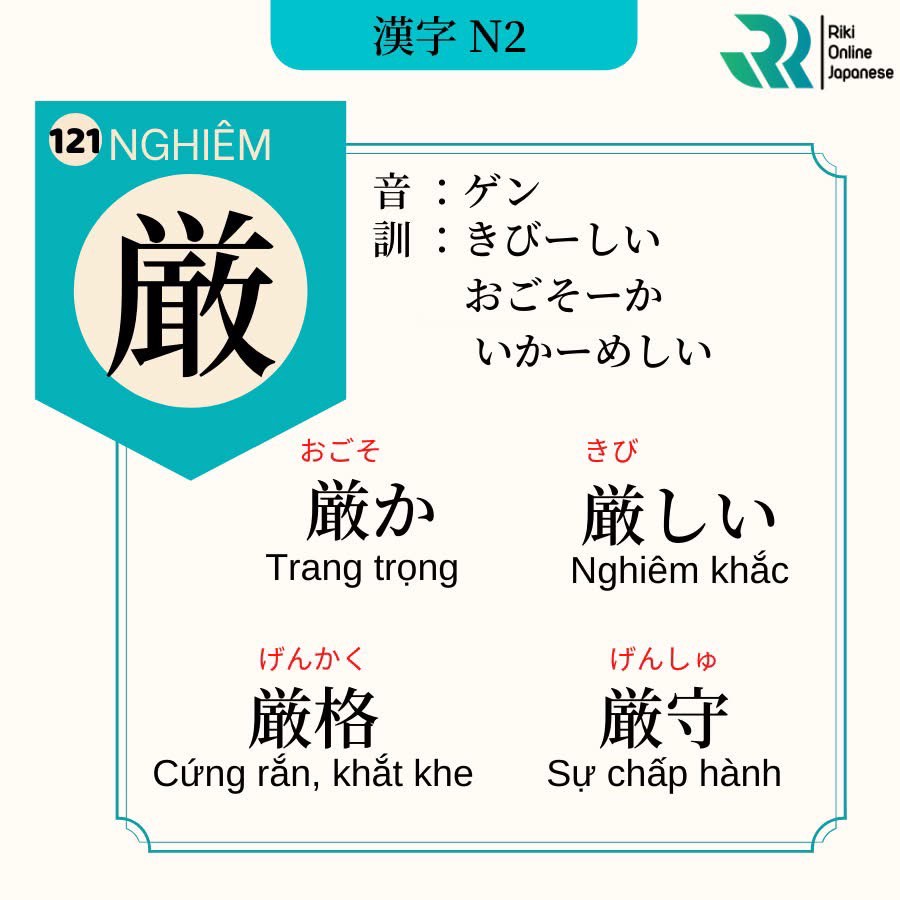 漢字 N2
Riki
Online
Japanese
121 NGHIÊM
厳
音 : ゲン
訓 : きびーしい
おごそーか
いかーめしい
おごそ
厳か
Trang trọng
きび
厳しい
Nghiêm khắc
げんかく
厳格
Cứng rắn, khắt khe
げんしゅ
厳守
Sự chấp hành